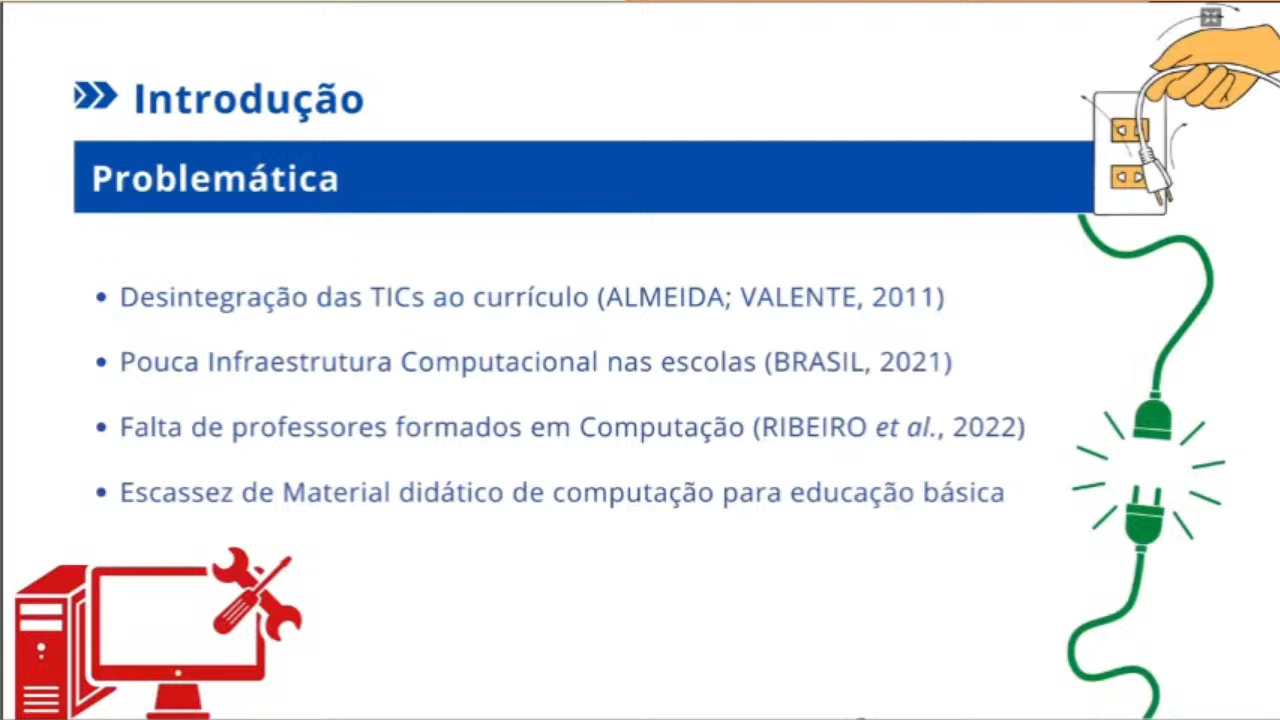 Introdução
Problemática
• Desintegração das TICs ao currículo (ALMEIDA; VALENTE, 2011)
• Pouca Infraestrutura Computacional nas escolas (BRASIL, 2021)
• Falta de professores formados em Computação (RIBEIRO et al., 2022)
• Escassez de Material didático de computação para educação básica